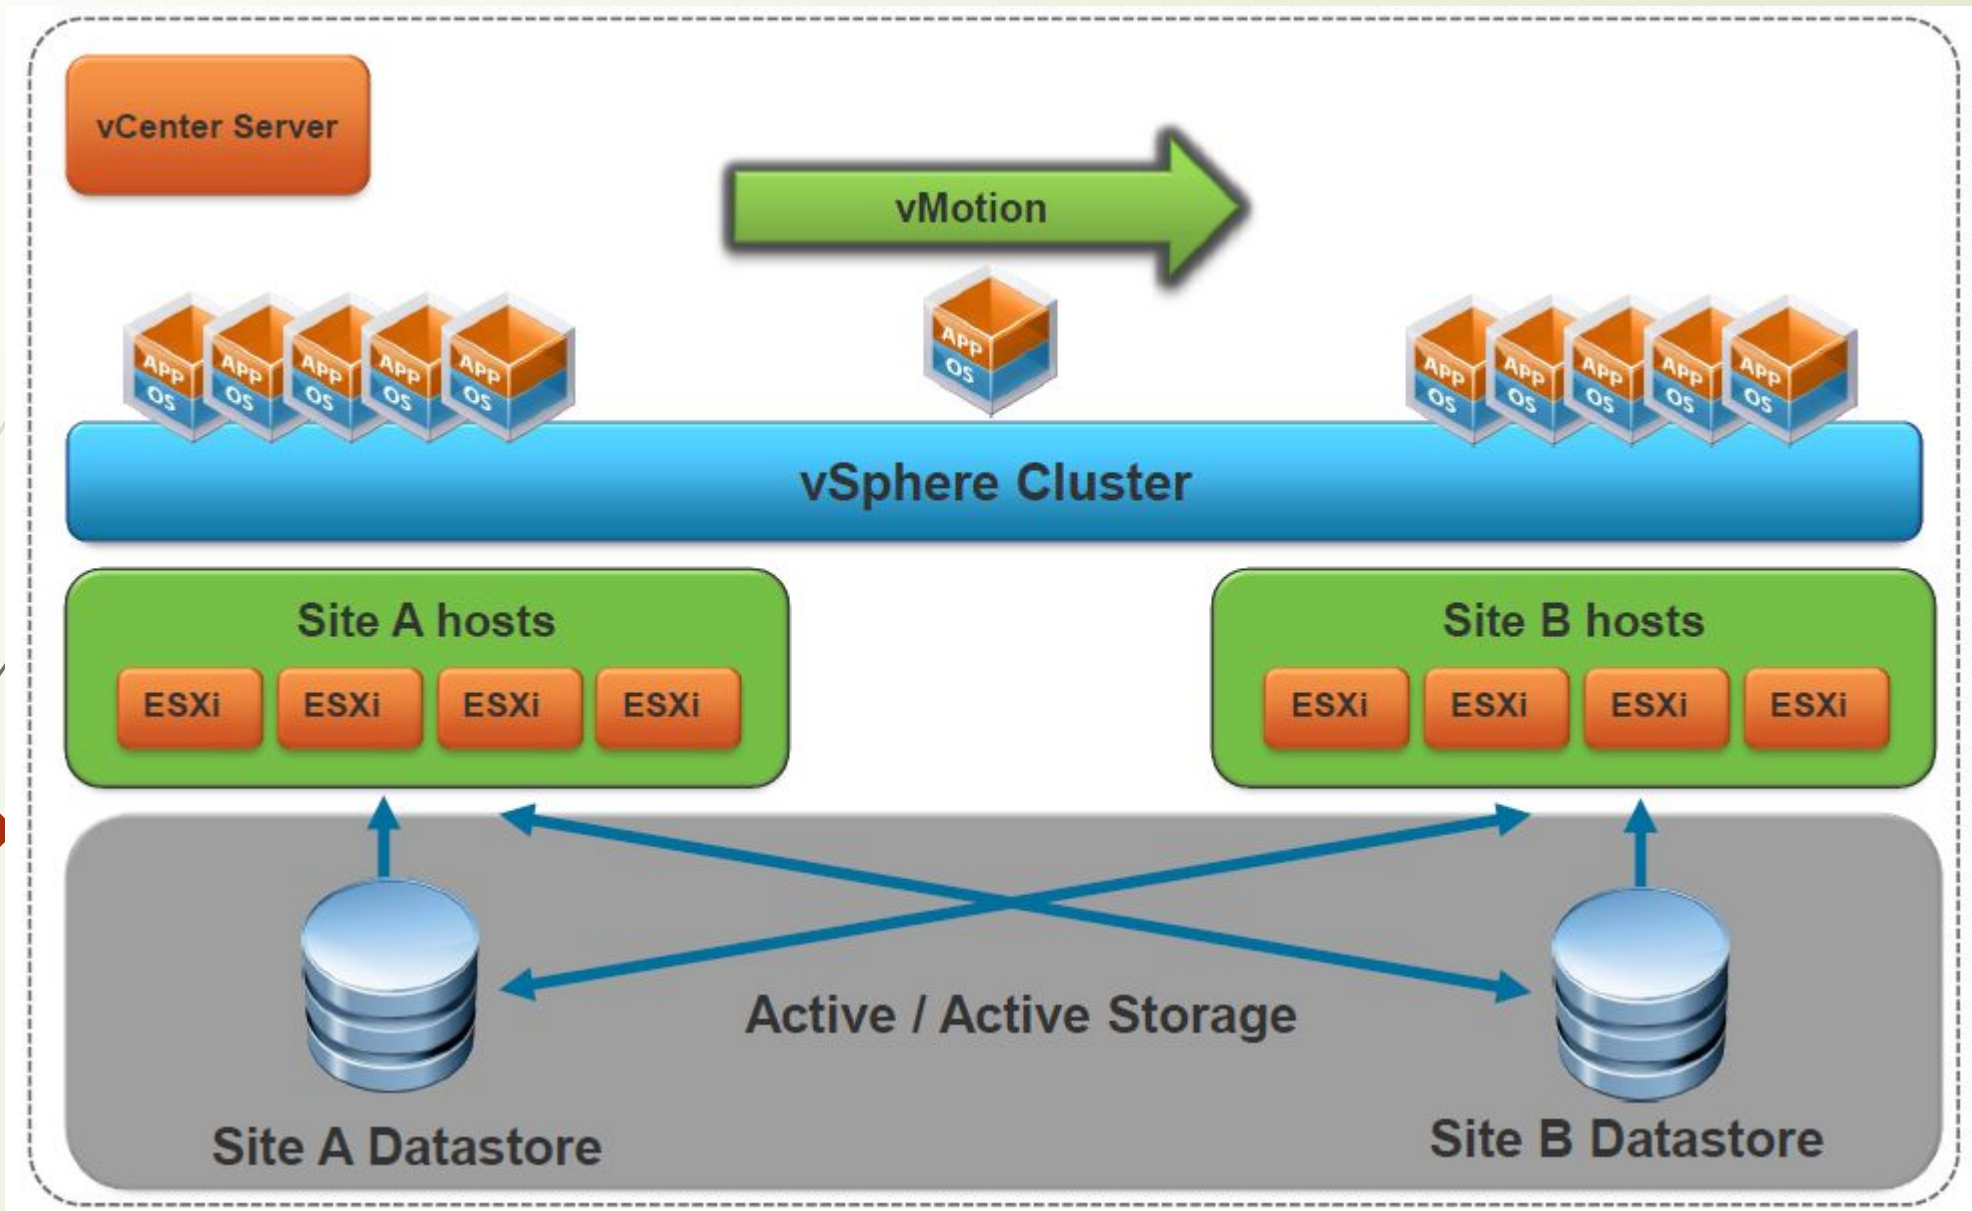 vCenter Server
vMotion
APP
OS
APP
OS
APP
OS
APP
OS
APP
OS
APP
OS
APP
OS
APP
OS
APP
OS
APP
OS
APP
OS
vSphere Cluster
Site A hosts
ESXi ESXi ESXi ESXi
Site B hosts
ESXi ESXi ESXi ESXi
Active / Active Storage
Site A Datastore
Site B Datastore